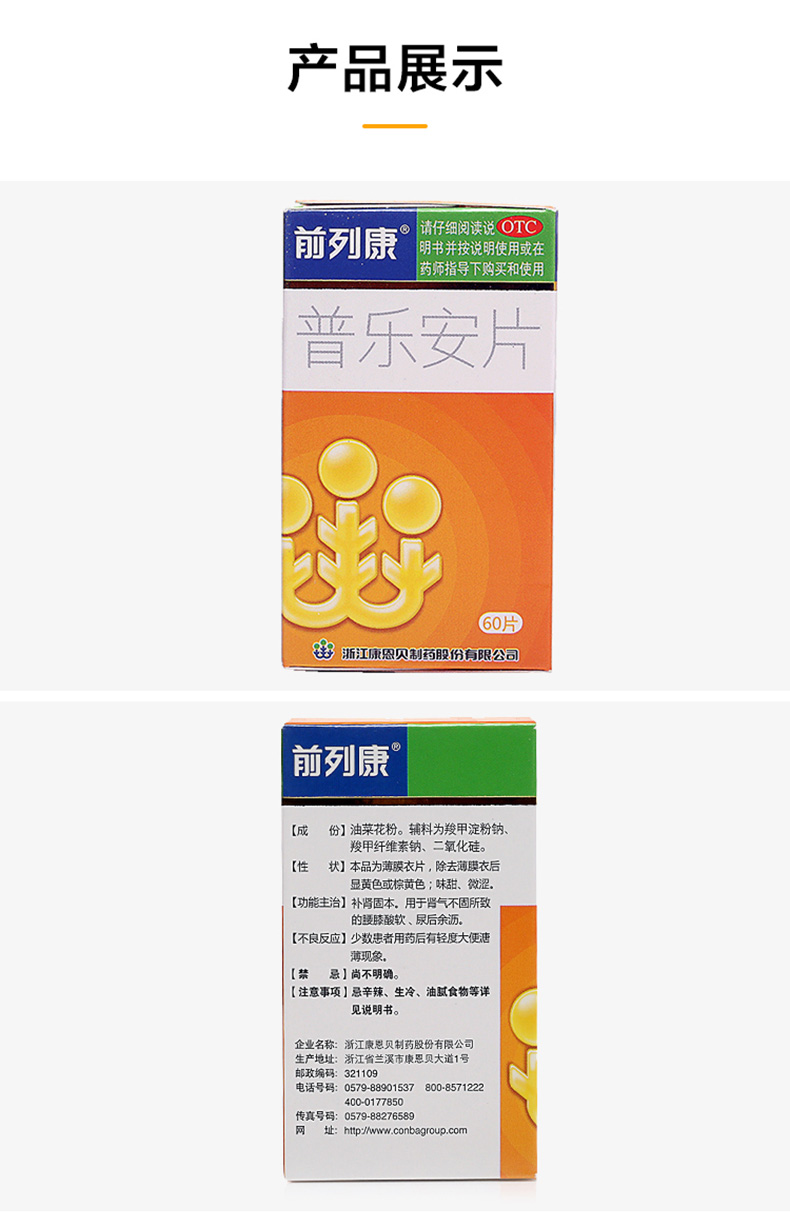 产品展示
前列康®
请仔细阅读说 OTC
明书并按说明使用或在
药师指导下购买和使用
普乐安片
60片
浙江康恩贝制药股份有限公司
前列康®
【成 份】油菜花粉。辅料为羧甲淀粉钠、
羧甲纤维素钠、二氧化硅。
【性 状】本品为薄膜衣片，除去薄膜衣后
显黄色或棕黄色；味甜、微涩。
【功能主治】补肾固本。用于肾气不固所致
的腰膝酸软、尿后余沥。
【不良反应】少数患者用药后有轻度大便溏
薄现象。
【禁 忌】尚不明确。
【注意事项】忌辛辣、生冷、油腻食物等详
见说明书。
企业名称: 浙江康恩贝制药股份有限公司
生产地址: 浙江省兰溪市康恩贝大道1号
邮政编码: 321109
电话号码: 0579-88901537 800-8571222
400-0177850
传真号码: 0579-88276589
网 址: http://www.conbagroup.com